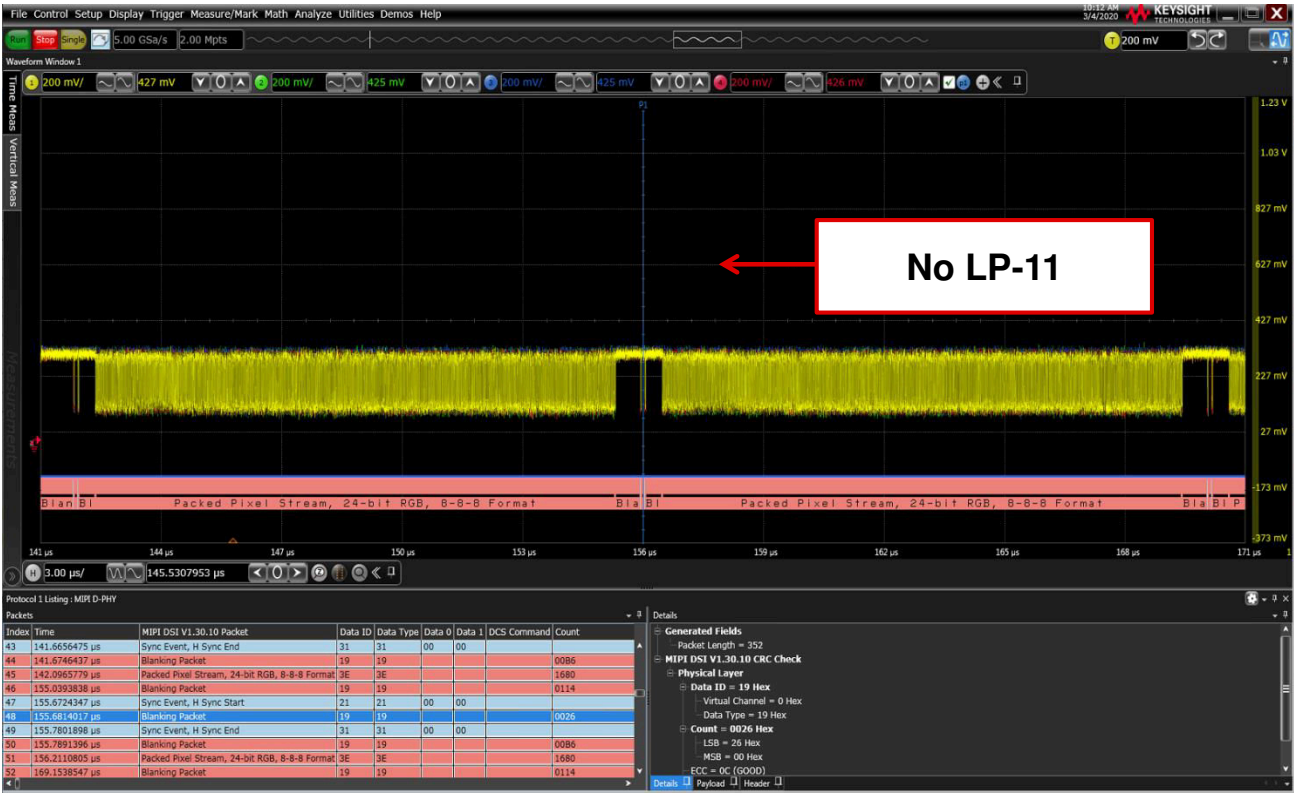 File Control Setup Display Trigger Measure/Mark Math Analyze Utilities Demos Help
10:12 AM
3/4/2020
KEYSIGHT
TECHNOLOGIES
Run Stop Single 5.00 GSa/s 2.00 Mpts
T 200 mV
Waveform Window 1
1 200 mV/ 427 mV 2 200 mV/ 425 mV 3 200 mV/ 425 mV 4 200 mV/ 426 mV
Time Meas
Vertical Meas
Measurements
P1
1.23 V
1.03 V
827 mV
627 mV
427 mV
227 mV
27 mV
-173 mV
-373 mV
No LP-11
Blan Bl Packed Pixel Stream, 24-bit RGB, 8-8-8 Format Bla Bl Packed Pixel Stream, 24-bit RGB, 8-8-8 Format Bla Bl P
141 µs 144 µs 147 µs 150 µs 153 µs 156 µs 159 µs 162 µs 165 µs 168 µs 171 µs 1
H 3.00 µs/ 145.5307953 µs
Protocol 1 Listing : MIPI D-PHY
Packets
Index Time MIPI DSI V1.30.10 Packet Data ID Data Type Data 0 Data 1 DCS Command Count
43 141.6656475 µs Sync Event, H Sync End 31 31 00 00
44 141.6746437 µs Blanking Packet 19 19 00B6
45 142.0965779 µs Packed Pixel Stream, 24-bit RGB, 8-8-8 Format 3E 3E 1680
46 155.0393838 µs Blanking Packet 19 19 0114
47 155.6724347 µs Sync Event, H Sync Start 21 21 00 00
48 155.6814017 µs Blanking Packet 19 19 0026
49 155.7801898 µs Sync Event, H Sync End 31 31 00 00
50 155.7891396 µs Blanking Packet 19 19 00B6
51 156.2110805 µs Packed Pixel Stream, 24-bit RGB, 8-8-8 Format 3E 3E 1680
52 169.1538547 µs Blanking Packet 19 19 0114
Details
Generated Fields
Packet Length = 352
MIPI DSI V1.30.10 CRC Check
Physical Layer
Data ID = 19 Hex
Virtual Channel = 0 Hex
Data Type = 19 Hex
Count = 0026 Hex
LSB = 26 Hex
MSB = 00 Hex
ECC = 0C (GOOD)
Details Payload Header